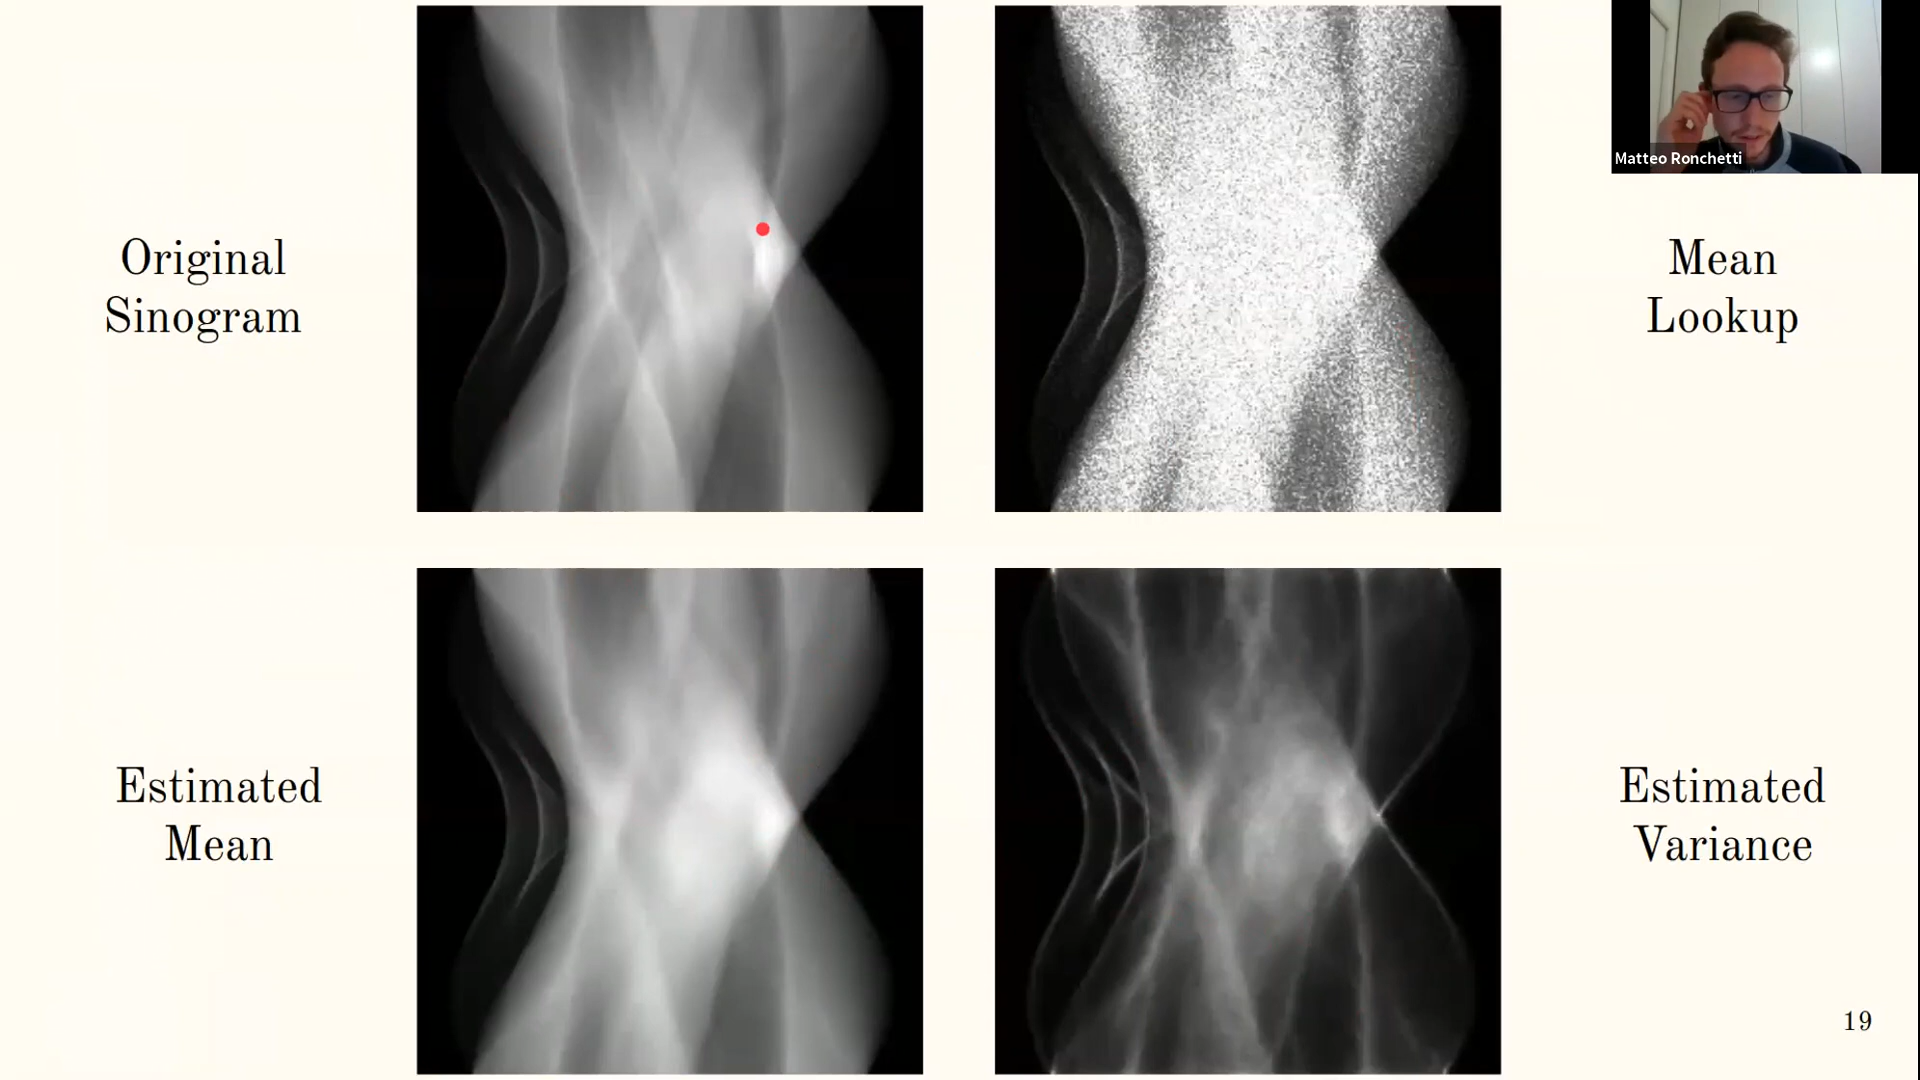 Original
Sinogram
Mean
Lookup
Matteo Ronchetti
Estimated
Mean
Estimated
Variance
19